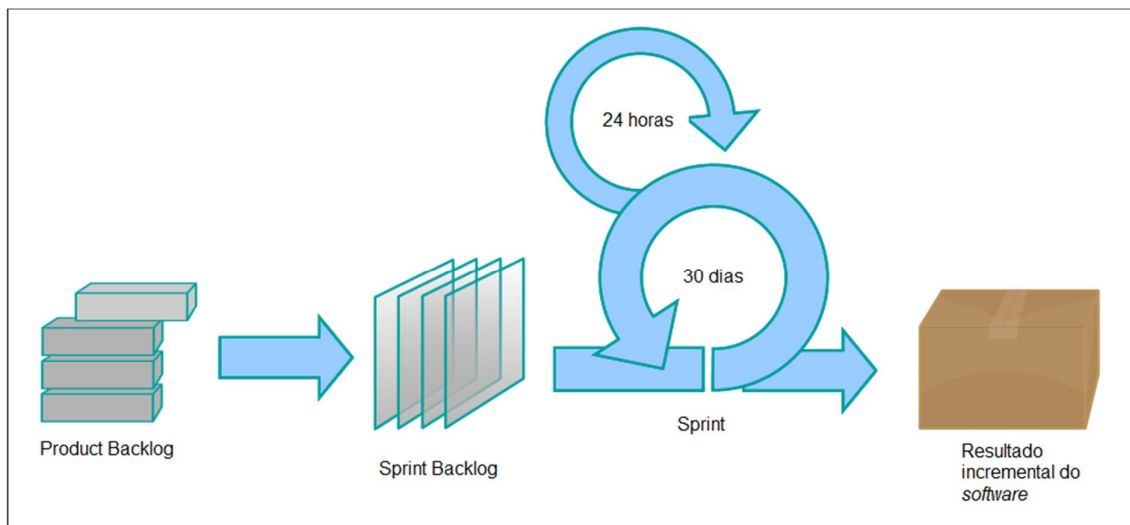 24 horas
30 dias
Product Backlog
Sprint Backlog
Sprint
Resultado
incremental do
software